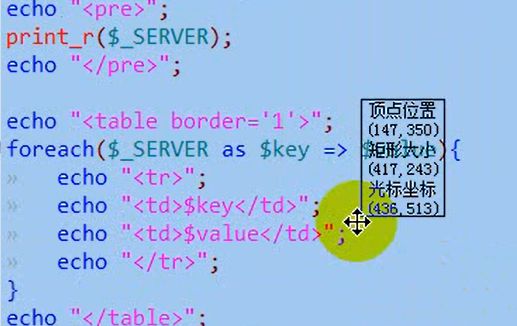 echo "<pre>";
print_r($_SERVER);
echo "</pre>";
echo "<table border='1'>";
foreach($_SERVER as $key => $value){
echo "<tr>";
echo "<td>$key</td>";
echo "<td>$value</td>";
echo "</tr>";
}
echo "</table>";
顶点位置
(147,350)
矩形大小
(417,243)
光标坐标
(436,513)